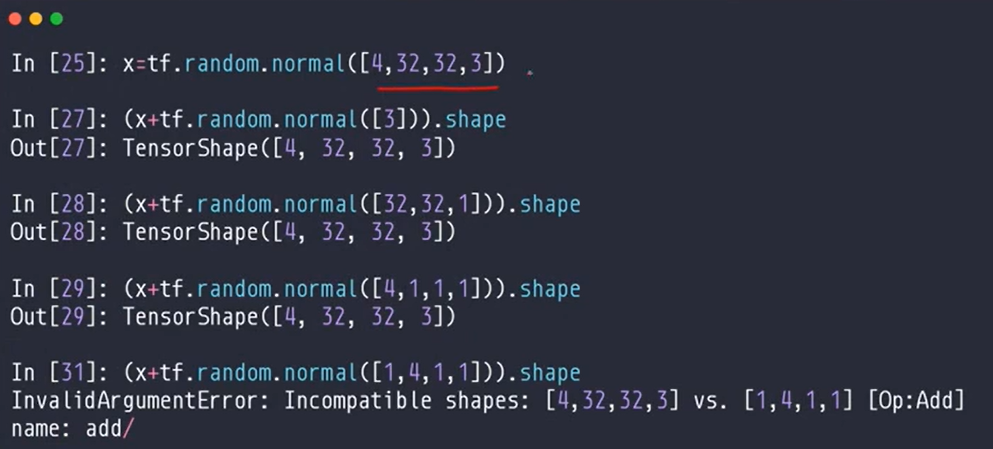 In [25]: x=tf.random.normal([4,32,32,3])
In [27]: (x+tf.random.normal([3])).shape
Out[27]: TensorShape([4, 32, 32, 3])
In [28]: (x+tf.random.normal([32,32,1])).shape
Out[28]: TensorShape([4, 32, 32, 3])
In [29]: (x+tf.random.normal([4,1,1,1])).shape
Out[29]: TensorShape([4, 32, 32, 3])
In [31]: (x+tf.random.normal([1,4,1,1])).shape
InvalidArgumentError: Incompatible shapes: [4,32,32,3] vs. [1,4,1,1] [Op:Add]
name: add/